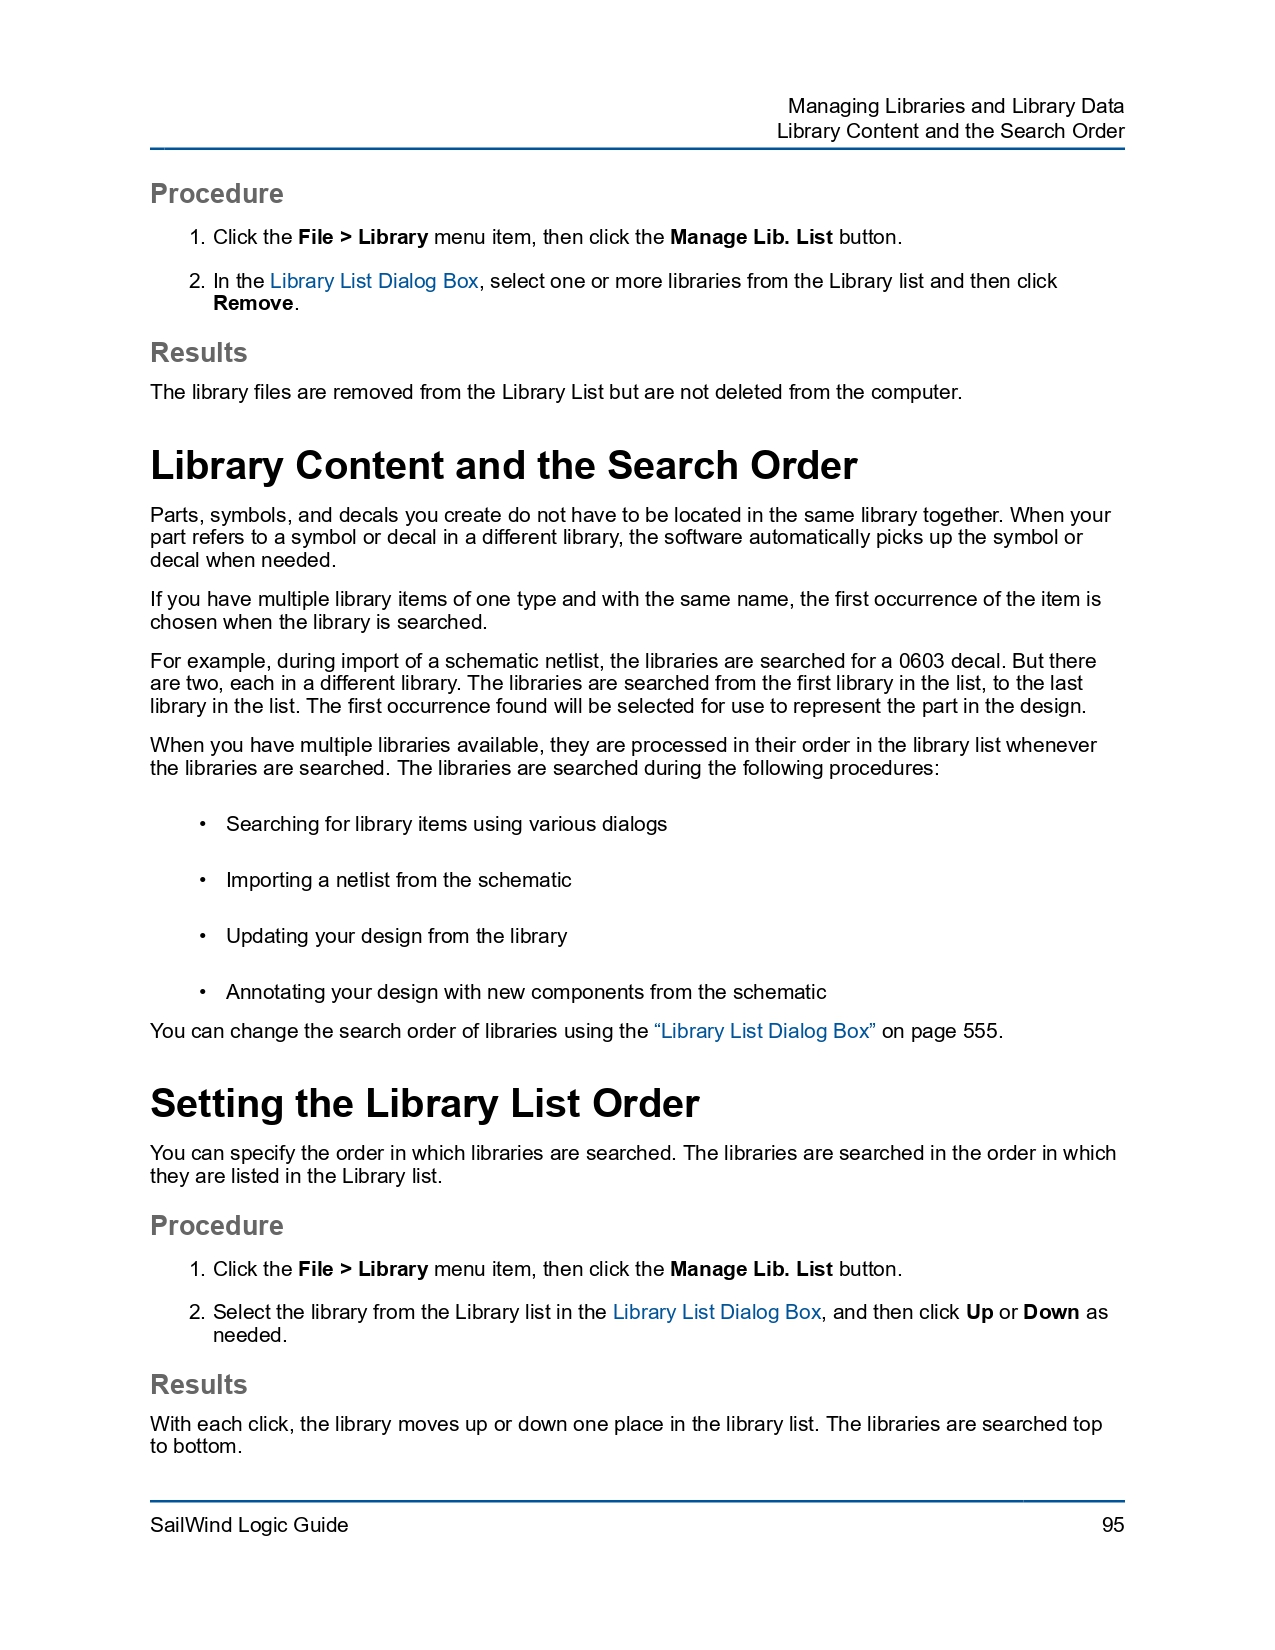 Managing Libraries and Library Data
Library Content and the Search Order
Procedure
1. Click the File > Library menu item, then click the Manage Lib. List button.
2. In the Library List Dialog Box, select one or more libraries from the Library list and then click
Remove.
Results
The library files are removed from the Library List but are not deleted from the computer.
Library Content and the Search Order
Parts, symbols, and decals you create do not have to be located in the same library together. When your
part refers to a symbol or decal in a different library, the software automatically picks up the symbol or
decal when needed.
If you have multiple library items of one type and with the same name, the first occurrence of the item is
chosen when the library is searched.
For example, during import of a schematic netlist, the libraries are searched for a 0603 decal. But there
are two, each in a different library. The libraries are searched from the first library in the list, to the last
library in the list. The first occurrence found will be selected for use to represent the part in the design.
When you have multiple libraries available, they are processed in their order in the library list whenever
the libraries are searched. The libraries are searched during the following procedures:
• Searching for library items using various dialogs
• Importing a netlist from the schematic
• Updating your design from the library
• Annotating your design with new components from the schematic
You can change the search order of libraries using the “Library List Dialog Box” on page 555.
Setting the Library List Order
You can specify the order in which libraries are searched. The libraries are searched in the order in which
they are listed in the Library list.
Procedure
1. Click the File > Library menu item, then click the Manage Lib. List button.
2. Select the library from the Library list in the Library List Dialog Box, and then click Up or Down as
needed.
Results
With each click, the library moves up or down one place in the library list. The libraries are searched top
to bottom.
SailWind Logic Guide 95